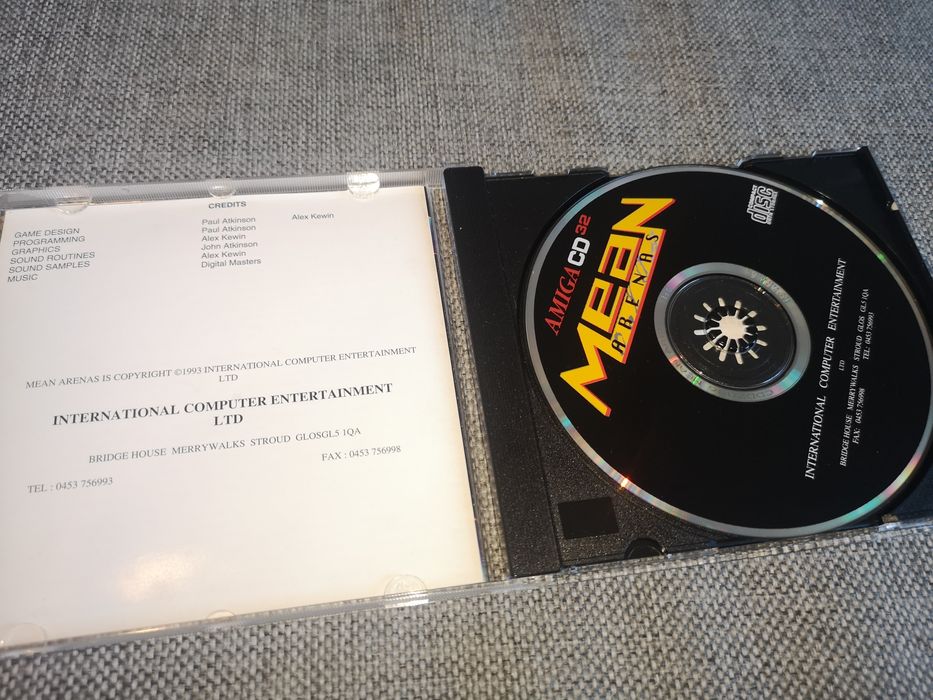 CREDITS
GAME DESIGN Paul Atkinson Alex Kewin
PROGRAMMING Paul Atkinson
GRAPHICS Alex Kewin
SOUND ROUTINES John Atkinson
SOUND SAMPLES Alex Kewin
MUSIC Digital Masters
MEAN ARENAS IS COPYRIGHT ©1993 INTERNATIONAL COMPUTER ENTERTAINMENT
LTD
INTERNATIONAL COMPUTER ENTERTAINMENT
LTD
BRIDGE HOUSE MERRYWALKS STROUD GLOSGL5 1QA
TEL : 0453 756993 FAX : 0453 756998
AMIGA CD 32
MEAN
ARENAS
COMPACT
disc
INTERNATIONAL COMPUTER ENTERTAINMENT
LTD
BRIDGE HOUSE MERRYWALKS STROUD GLOS GL5 1QA
FAX: 0453 756998 TEL: 0453 756993